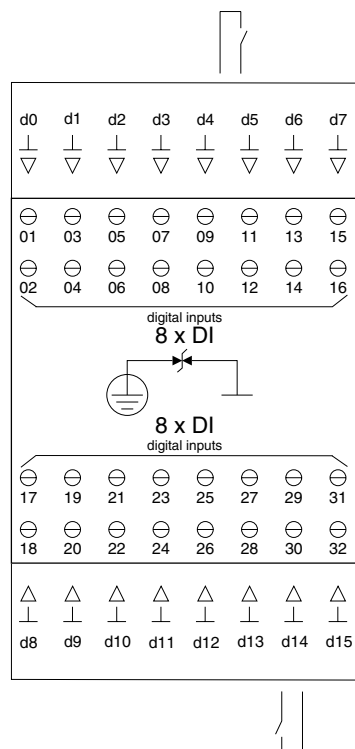 d0 d1 d2 d3 d4 d5 d6 d7
01 03 05 07 09 11 13 15
02 04 06 08 10 12 14 16
digital inputs
8 x DI
8 x DI
digital inputs
17 19 21 23 25 27 29 31
18 20 22 24 26 28 30 32
d8 d9 d10 d11 d12 d13 d14 d15